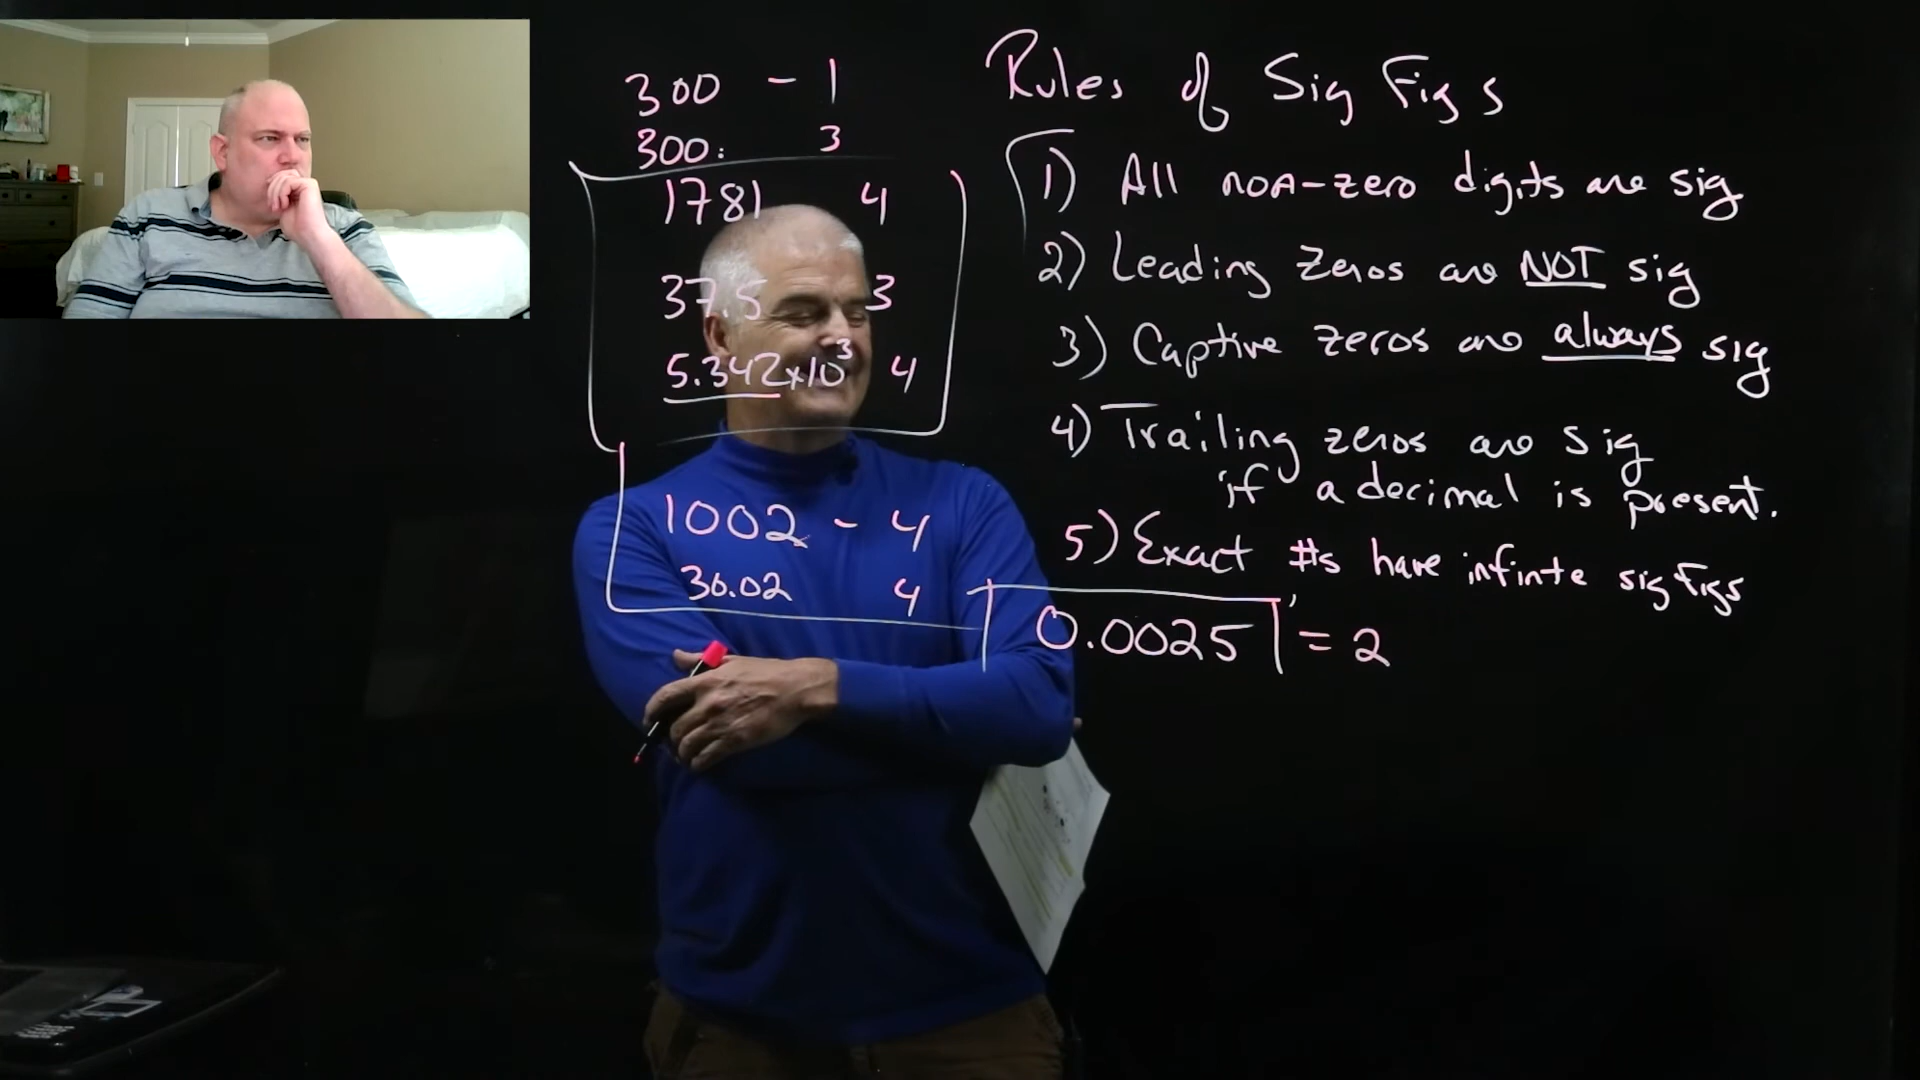 300 - 1
300. 3
1781 4
37.5 3
5.342x10³ 4
1002 - 4
30.02 4
Rules of Sig Figs
1) All non-zero digits are sig
2) Leading Zeros are NOT sig
3) Captive zeros are always sig
4) Trailing zeros are sig
if a decimal is present.
5) Exact #s have infinte sig figs
0.0025 = 2